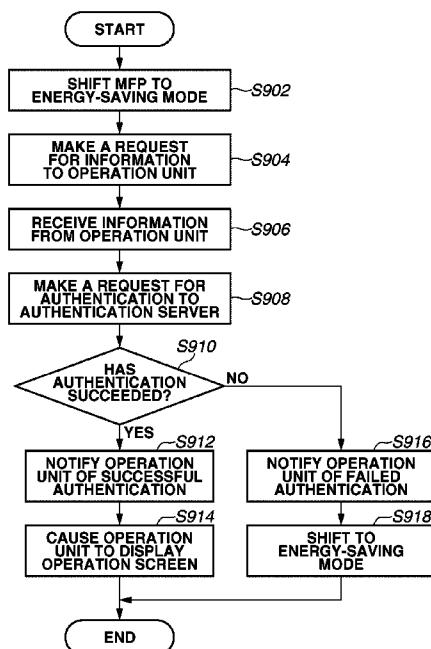 START
SHIFT MFP TO
ENERGY-SAVING MODE
S902
MAKE A REQUEST
FOR INFORMATION
TO OPERATION UNIT
S904
RECEIVE INFORMATION
FROM OPERATION UNIT
S906
MAKE A REQUEST FOR
AUTHENTICATION TO
AUTHENTICATION SERVER
S908
S910
HAS
AUTHENTICATION
SUCCEEDED?
NO
YES
S912
NOTIFY OPERATION
UNIT OF SUCCESSFUL
AUTHENTICATION
S914
CAUSE OPERATION
UNIT TO DISPLAY
OPERATION SCREEN
S916
NOTIFY OPERATION
UNIT OF FAILED
AUTHENTICATION
S918
SHIFT TO
ENERGY-SAVING
MODE
END